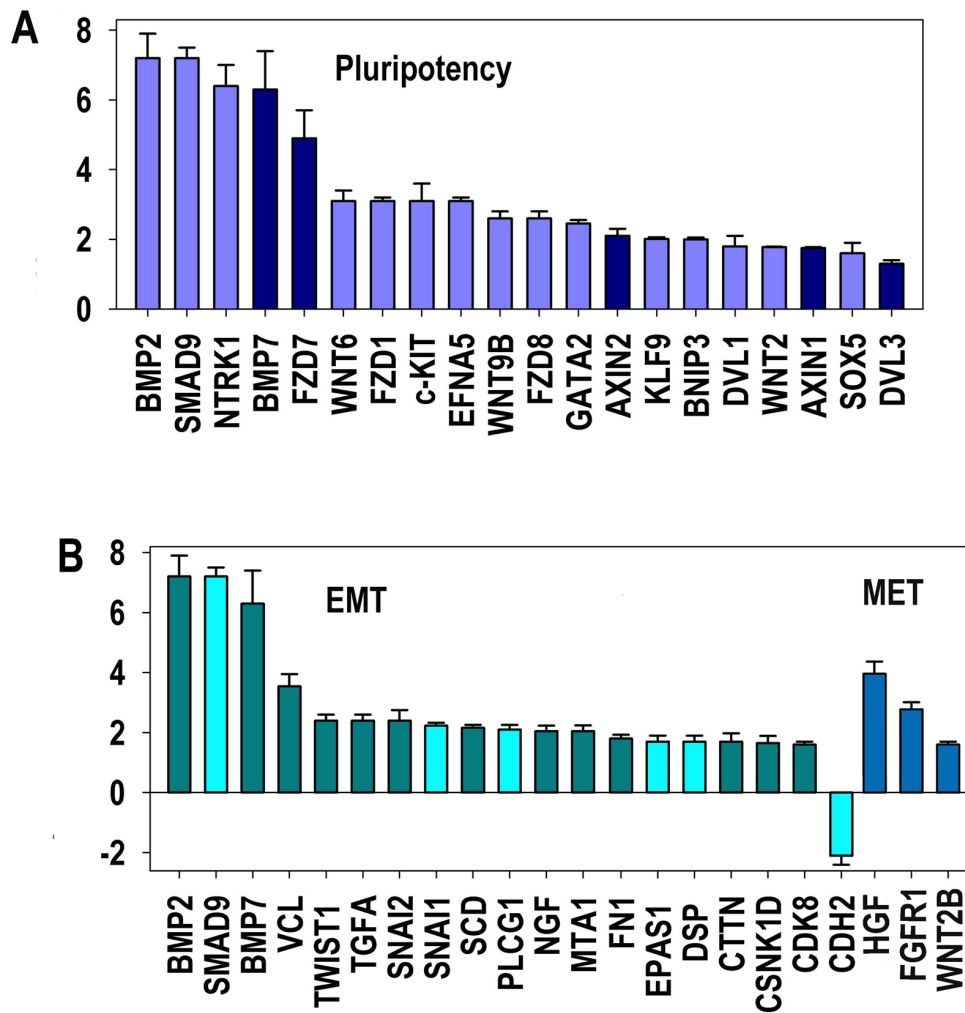 A
Pluripotency
8
6
4
2
0
BMP2
SMAD9
NTRK1
BMP7
FZD7
WNT6
FZD1
c-KIT
EFNA5
WNT9B
FZD8
GATA2
AXIN2
KLF9
BNIP3
DVL1
WNT2
AXIN1
SOX5
DVL3
B
EMT
MET
8
6
4
2
0
-2
BMP2
SMAD9
BMP7
VCL
TWIST1
TGFA
SNAI2
SNAI1
SCD
PLCG1
NGF
MTA1
FN1
EPAS1
DSP
CTTN
CSNK1D
CDK8
CDH2
HGF
FGFR1
WNT2B